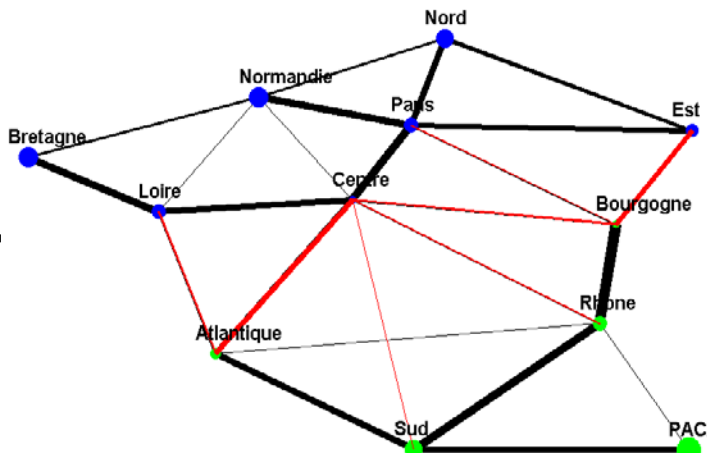 Nord
Normandie
Paris
Est
Bretagne
Loire
Centre
Bourgogne
Rhone
Atlantique
Sud
PAC